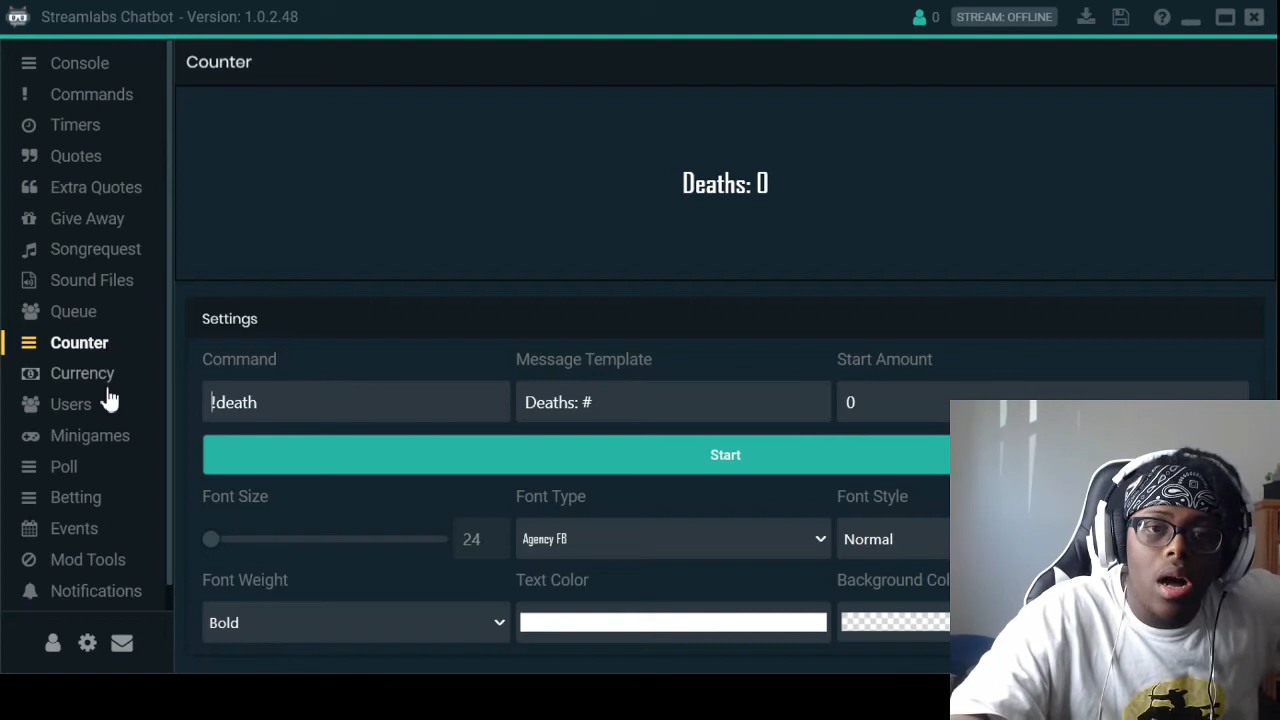 Streamlabs Chatbot - Version: 1.0.2.48
0
STREAM: OFFLINE
Console
Commands
Timers
Quotes
Extra Quotes
Give Away
Songrequest
Sound Files
Queue
Counter
Currency
Users
Minigames
Poll
Betting
Events
Mod Tools
Notifications
Counter
Deaths: 0
Settings
Command
Message Template
Start Amount
!death
Deaths: #
0
Start
Font Size
Font Type
Font Style
24
Agency FB
Normal
Font Weight
Text Color
Background Col
Bold